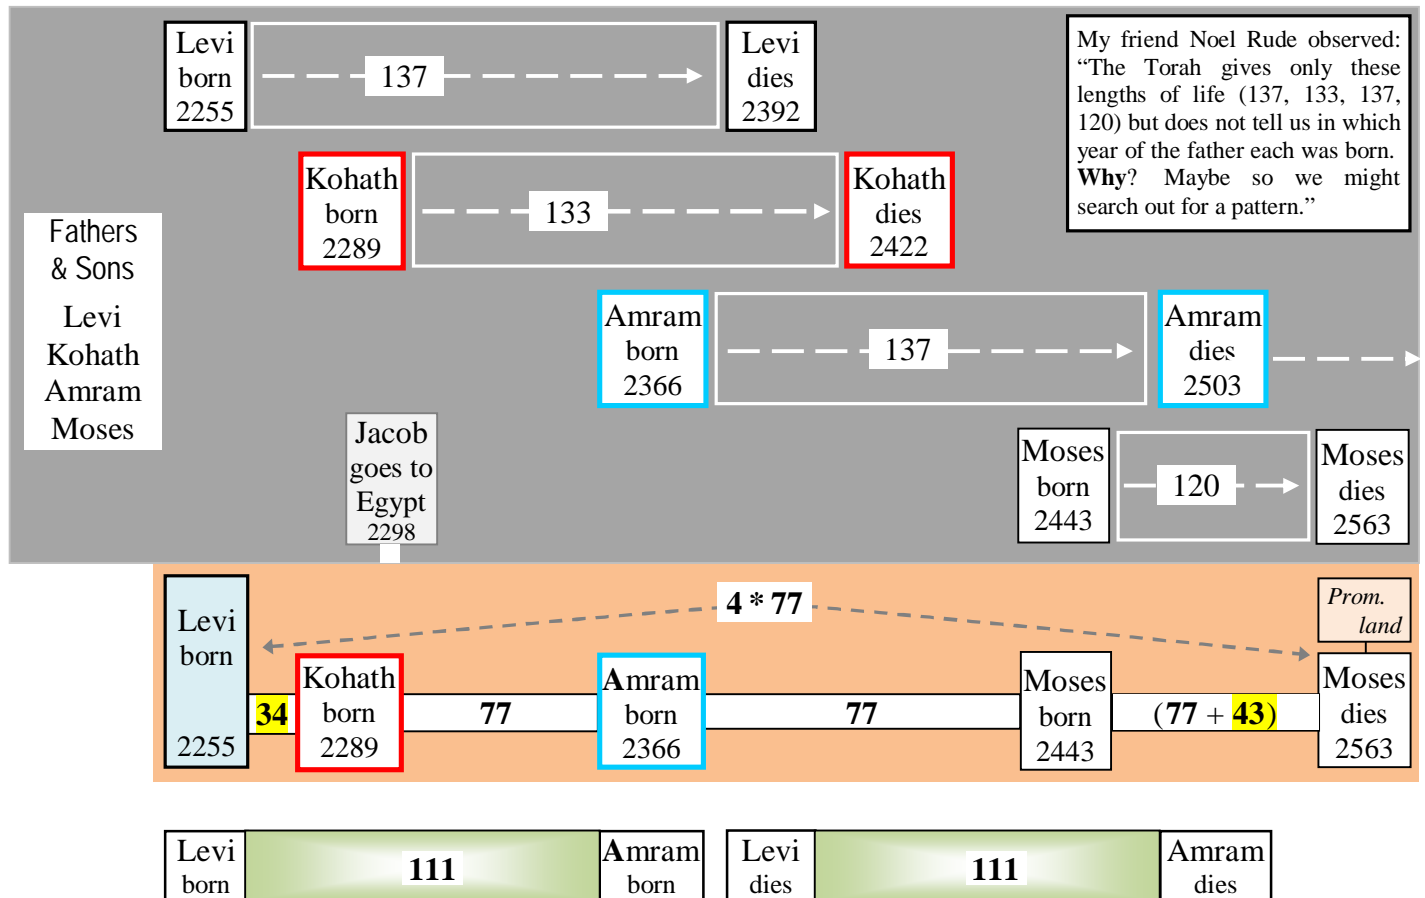 Levi
born
2255
137
Levi
dies
2392
My friend Noel Rude observed:
“The Torah gives only these
lengths of life (137, 133, 137,
120) but does not tell us in which
year of the father each was born.
Why? Maybe so we might
search out for a pattern.”
Kohath
born
2289
133
Kohath
dies
2422
Fathers
& Sons
Levi
Kohath
Amram
Moses
Amram
born
2366
137
Amram
dies
2503
Jacob
goes to
Egypt
2298
Moses
born
2443
120
Moses
dies
2563
4 * 77
Prom.
land
Levi
born
2255
34
Kohath
born
2289
77
Amram
born
2366
77
Moses
born
2443
(77 + 43)
Moses
dies
2563
Levi
born
111
Amram
born
Levi
dies
111
Amram
dies